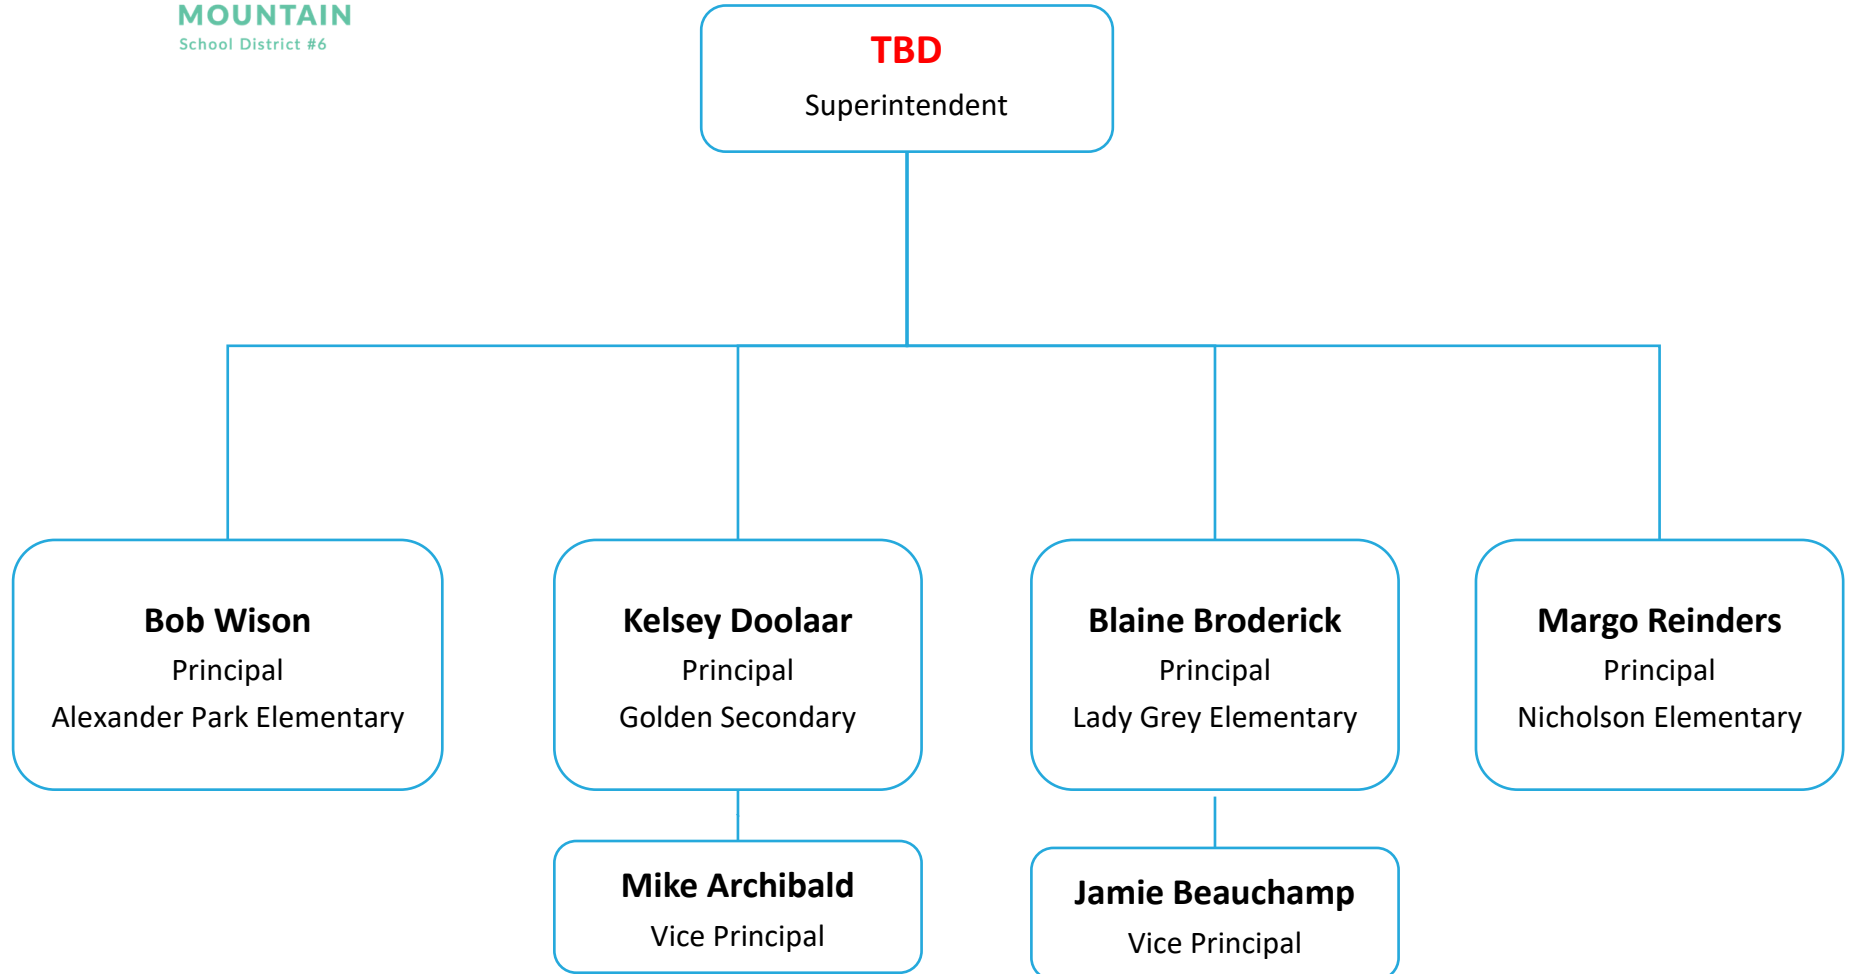 MOUNTAIN
School District #6
TBD
Superintendent
Bob Wison
Principal
Alexander Park Elementary
Kelsey Doolaar
Principal
Golden Secondary
Blaine Broderick
Principal
Lady Grey Elementary
Margo Reinders
Principal
Nicholson Elementary
Mike Archibald
Vice Principal
Jamie Beauchamp
Vice Principal